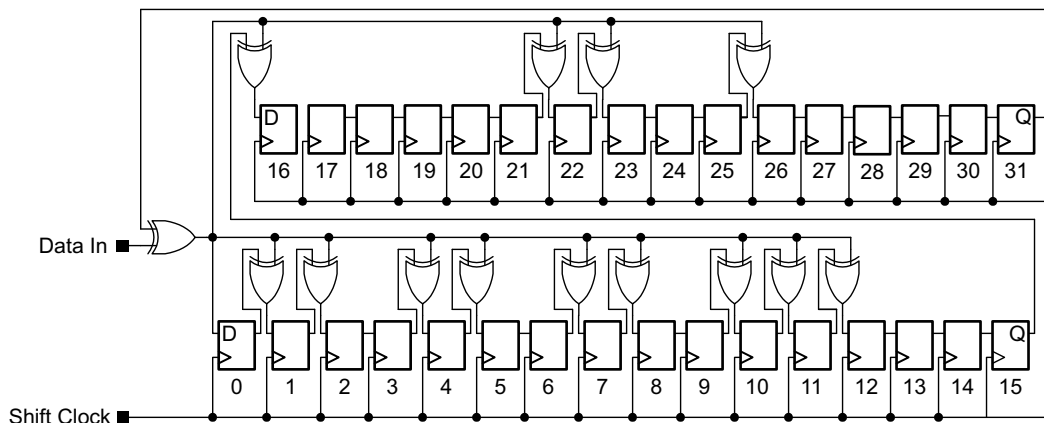 D Q
16 17 18 19 20 21 22 23 24 25 26 27 28 29 30 31
Data In
D Q
0 1 2 3 4 5 6 7 8 9 10 11 12 13 14 15
Shift Clock